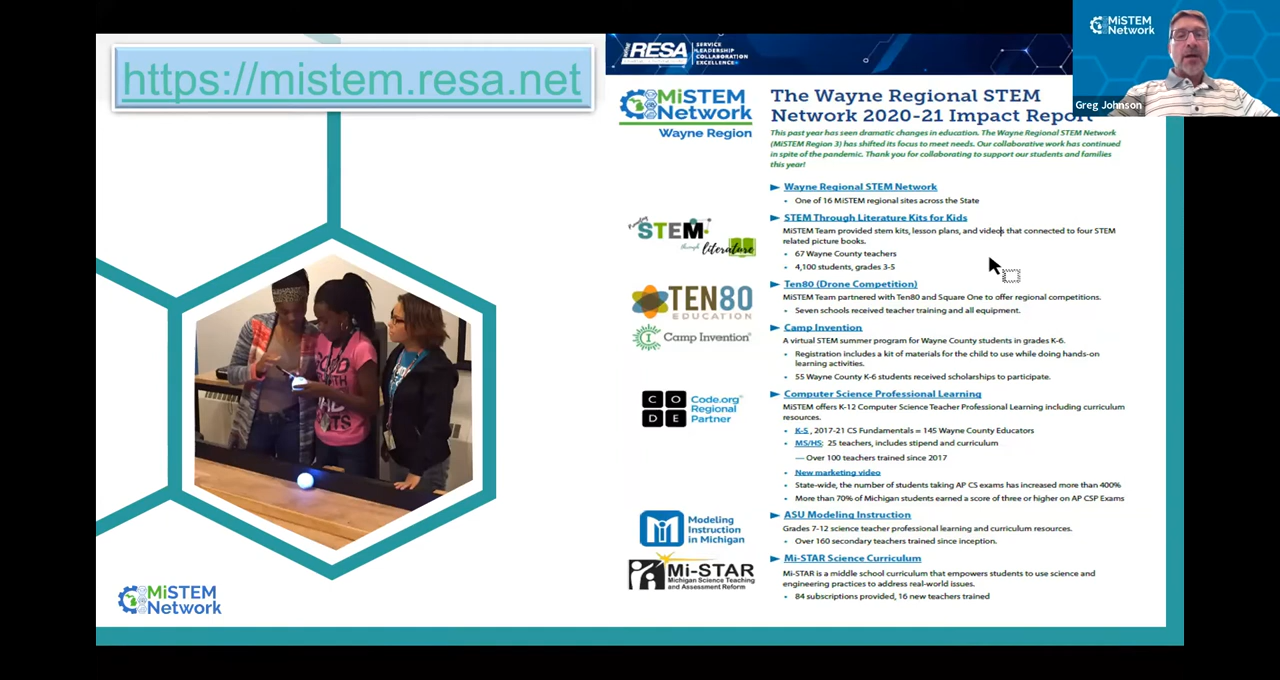 https://mistem.resa.net
RESA
SERVICE
LEADERSHIP
COLLABORATION
EXCELLENCE
MiSTEM
Network
Greg Johnson
MiSTEM
Network
Wayne Region
The Wayne Regional STEM
Network 2020-21 Impact Report
This past year has seen dramatic changes in education. The Wayne Regional STEM Network
(MiSTEM Region 3) has shifted its focus to meet needs. Our collaborative work has continued
in spite of the pandemic. Thank you for collaborating to support our students and families
this year!
► Wayne Regional STEM Network
• One of 16 MiSTEM regional sites across the State
STEM
through literature
► STEM Through Literature Kits for Kids
MiSTEM Team provided stem kits, lesson plans, and videos that connected to four STEM
related picture books.
• 67 Wayne County teachers
• 4,100 students, grades 3-5
TEN80
EDUCATION
► Ten80 (Drone Competition)
MiSTEM Team partnered with Ten80 and Square One to offer regional competitions.
• Seven schools received teacher training and all equipment.
Camp Invention
► Camp Invention
A virtual STEM summer program for Wayne County students in grades K-6.
• Registration includes a kit of materials for the child to use while doing hands-on
learning activities.
• 55 Wayne County K-6 students received scholarships to participate.
CODE
Code.org
Regional
Partner
► Computer Science Professional Learning
MiSTEM offers K-12 Computer Science Teacher Professional Learning including curriculum
resources.
• K-5 , 2017-21 CS Fundamentals = 145 Wayne County Educators
• MS/HS: 25 teachers, includes stipend and curriculum
— Over 100 teachers trained since 2017
• New marketing video
• State-wide, the number of students taking AP CS exams has increased more than 400%
• More than 70% of Michigan students earned a score of three or higher on AP CSP Exams
Modeling
Instruction
in Michigan
► ASU Modeling Instruction
Grades 7-12 science teacher professional learning and curriculum resources.
• Over 160 secondary teachers trained since inception.
Mi-STAR
Michigan Science Teaching
and Assessment Reform
► Mi-STAR Science Curriculum
Mi-STAR is a middle school curriculum that empowers students to use science and
engineering practices to address real-world issues.
• 84 subscriptions provided, 16 new teachers trained
MiSTEM
Network